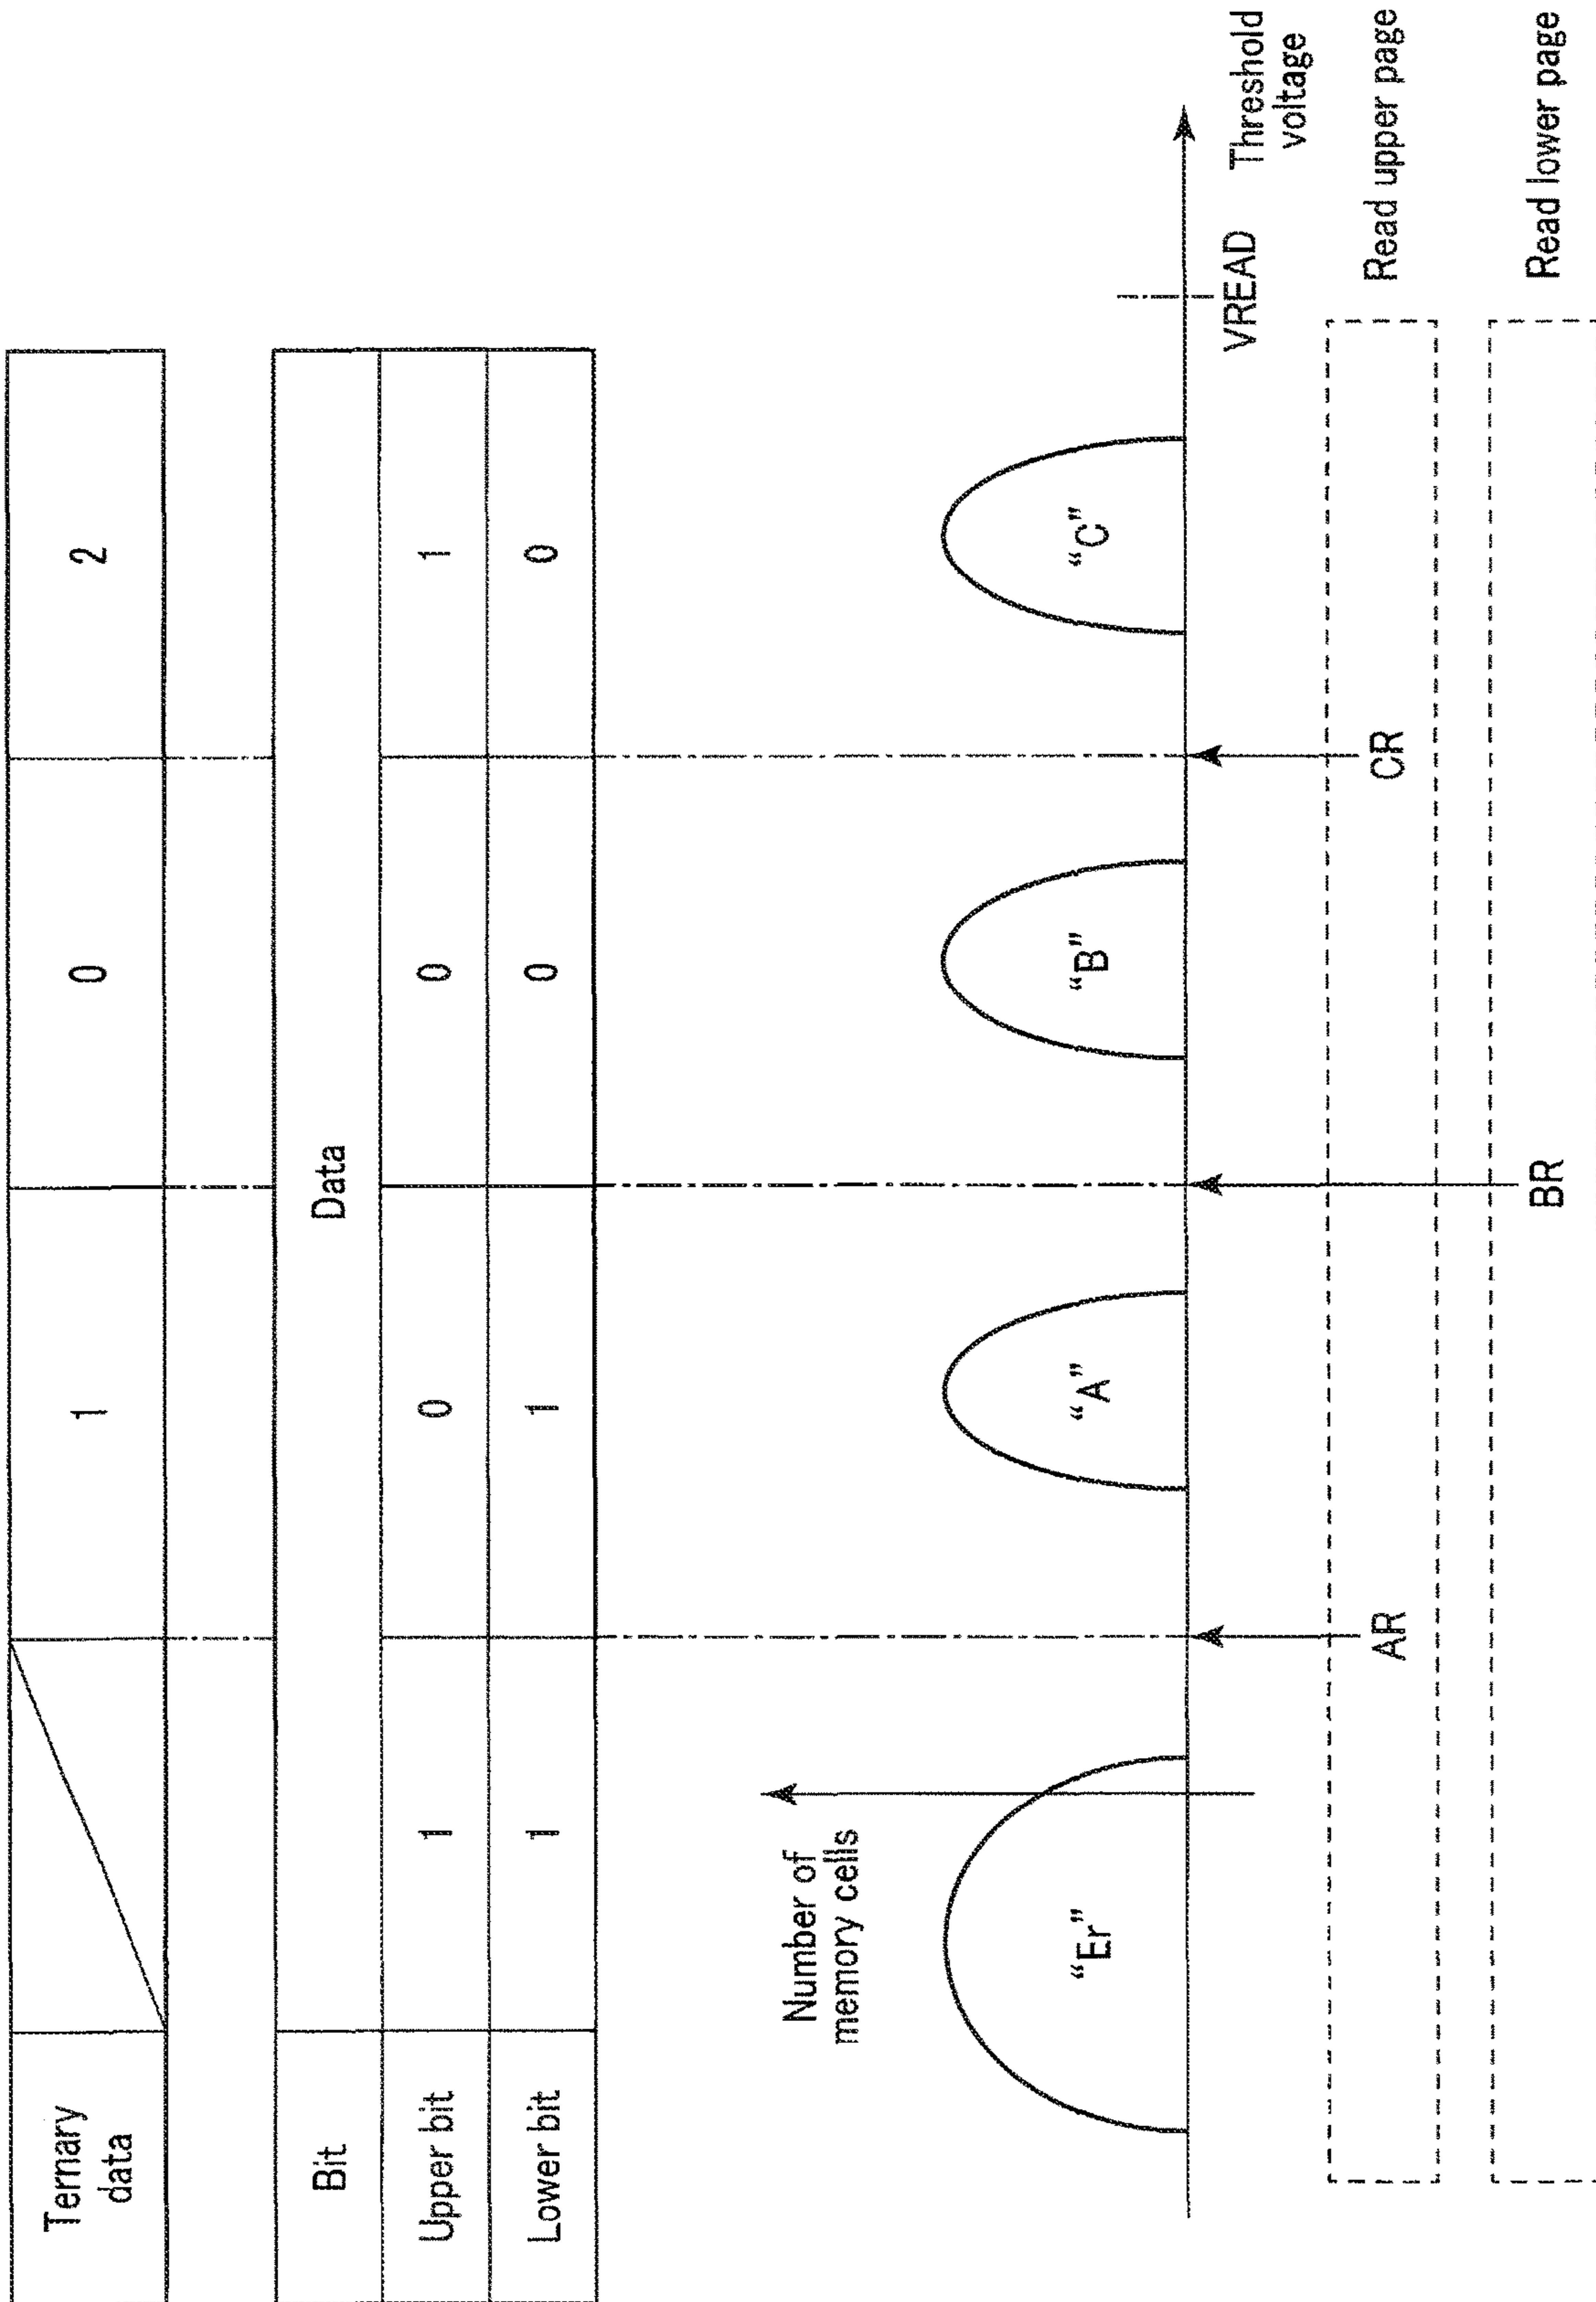 Ternary
data
1
0
2
Bit
Data
Upper bit
1
0
0
1
Lower bit
1
1
0
0
Number of
memory cells
“Er”
“A”
“B”
“C”
VREAD
Threshold
voltage
AR
CR
Read upper page
BR
Read lower page